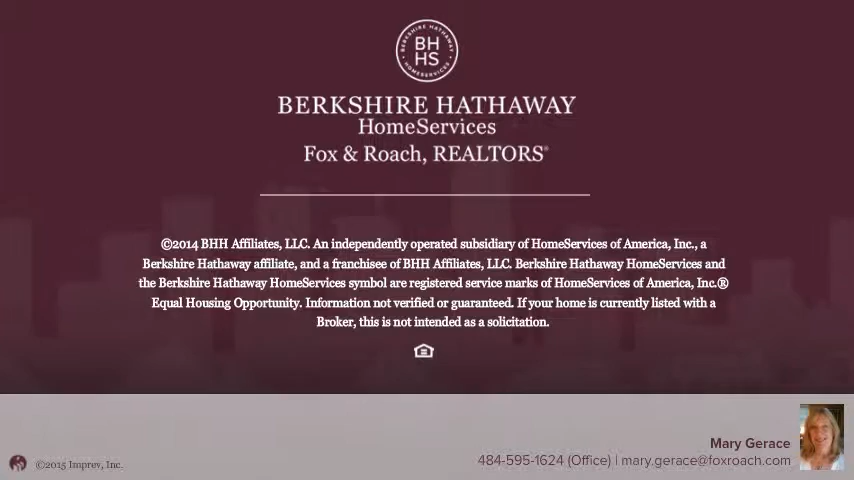 BERKSHIRE HATHAWAY
HOMESERVICES
BH
HS
BERKSHIRE HATHAWAY
HomeServices
Fox & Roach, REALTORS®
©2014 BHH Affiliates, LLC. An independently operated subsidiary of HomeServices of America, Inc., a
Berkshire Hathaway affiliate, and a franchisee of BHH Affiliates, LLC. Berkshire Hathaway HomeServices and
the Berkshire Hathaway HomeServices symbol are registered service marks of HomeServices of America, Inc.®
Equal Housing Opportunity. Information not verified or guaranteed. If your home is currently listed with a
Broker, this is not intended as a solicitation.
Mary Gerace
484-595-1624 (Office) | mary.gerace@foxroach.com
©2015 Imprev, Inc.